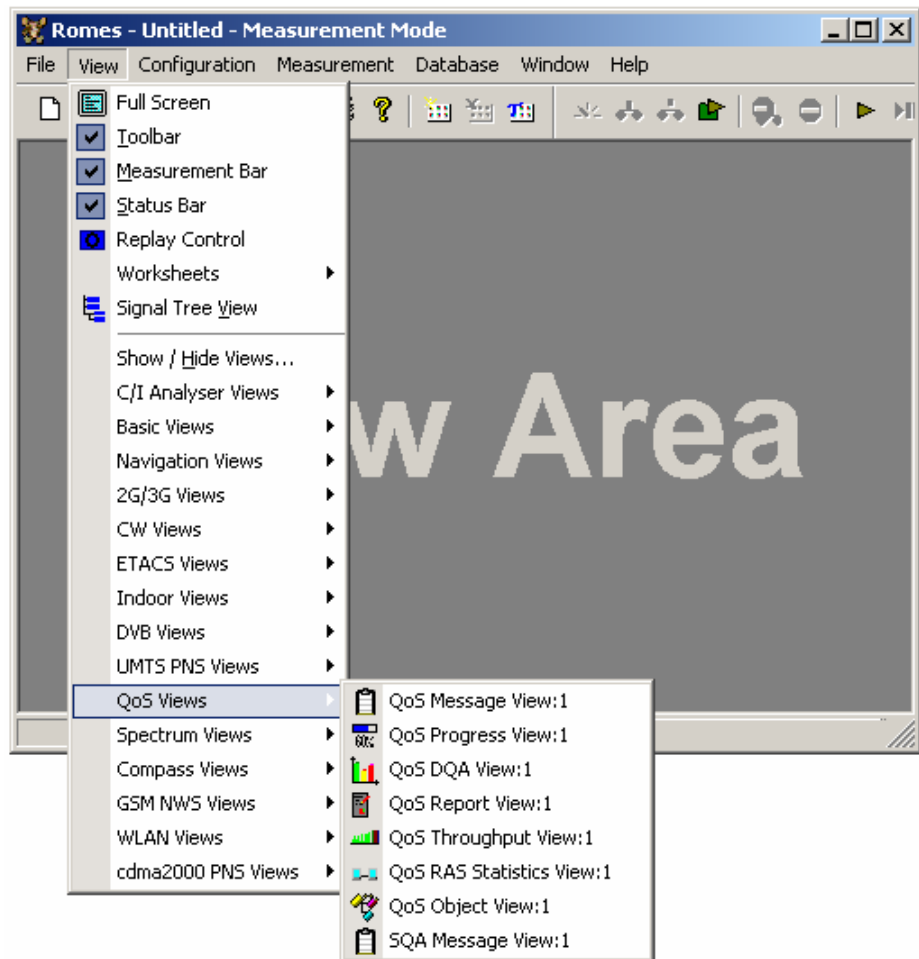 Romes - Untitled - Measurement Mode
File View Configuration Measurement Database Window Help
Full Screen
Toolbar
Measurement Bar
Status Bar
Replay Control
Worksheets
Signal Tree View
Show / Hide Views...
C/I Analyser Views
Basic Views
Navigation Views
2G/3G Views
CW Views
ETACS Views
Indoor Views
DVB Views
UMTS PNS Views
QoS Views
Spectrum Views
Compass Views
GSM NWS Views
WLAN Views
cdma2000 PNS Views
w Area
QoS Message View:1
60%
QoS Progress View:1
QoS DQA View:1
QoS Report View:1
QoS Throughput View:1
QoS RAS Statistics View:1
QoS Object View:1
SQA Message View:1